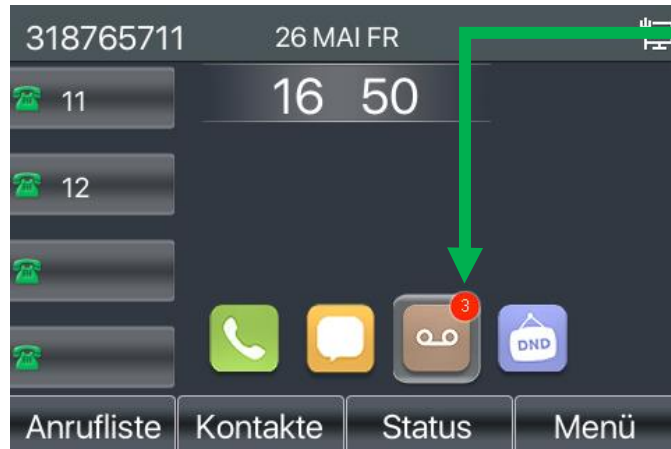 318765711 26 MAI FR
11
16 50
12
3
DND
Anrufliste Kontakte Status Menü